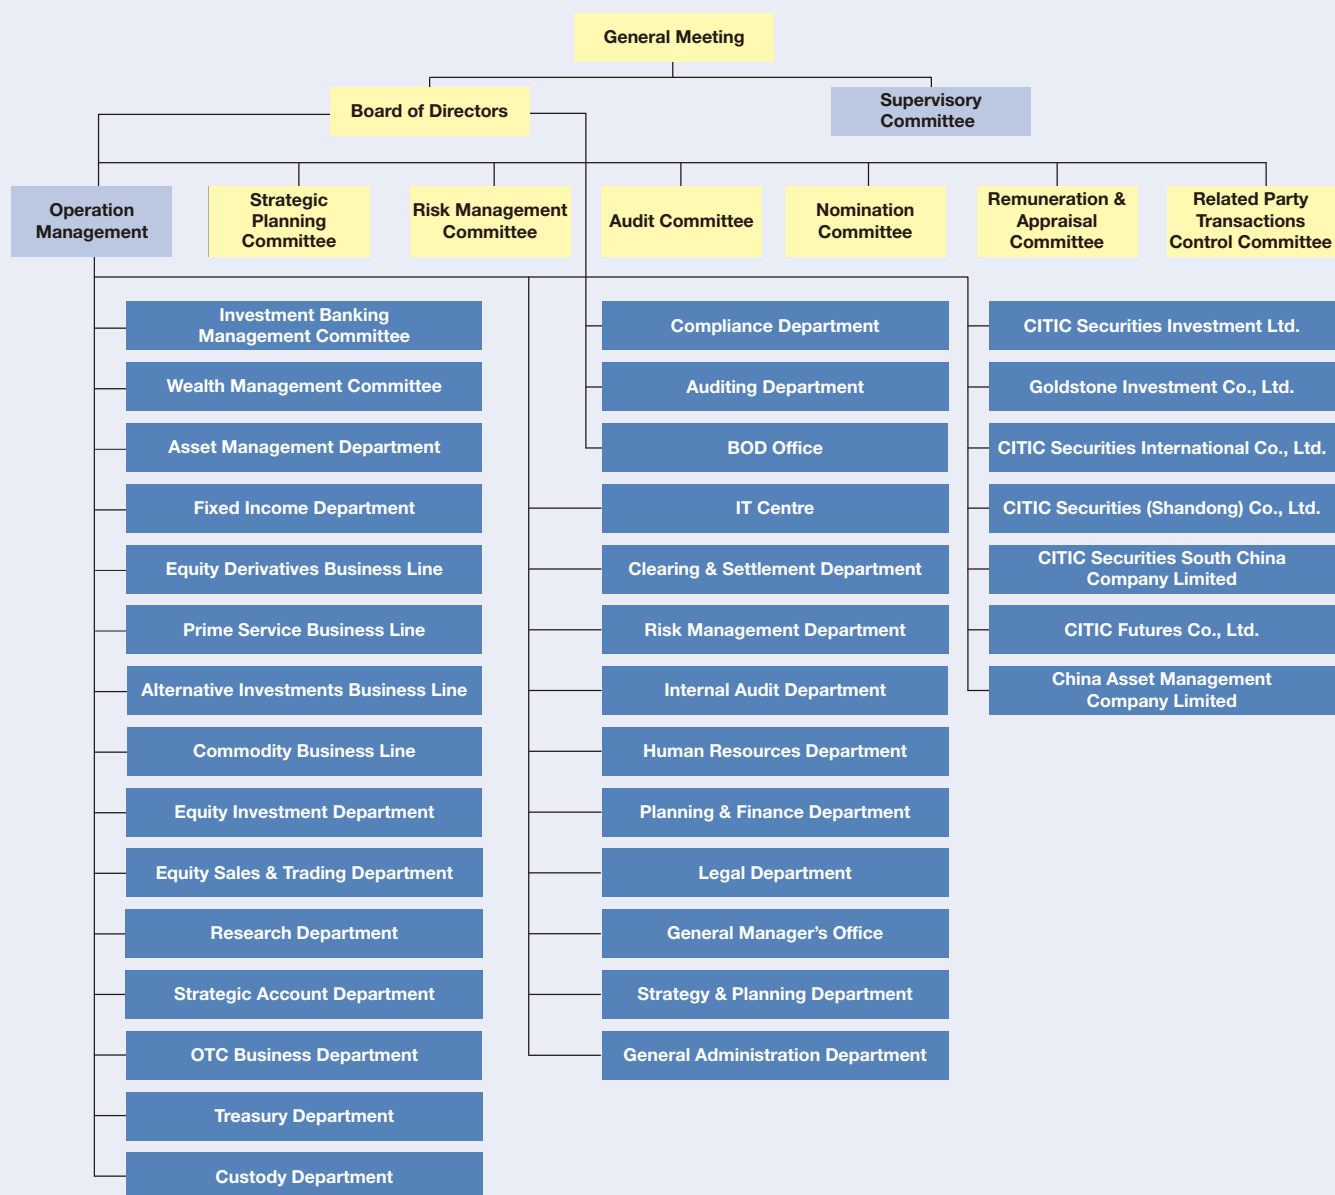 General Meeting
Board of Directors
Supervisory
Committee
Operation
Management
Strategic
Planning
Committee
Risk Management
Committee
Audit Committee
Nomination
Committee
Remuneration &
Appraisal
Committee
Related Party
Transactions
Control Committee
Investment Banking
Management Committee
Wealth Management Committee
Asset Management Department
Fixed Income Department
Equity Derivatives Business Line
Prime Service Business Line
Alternative Investments Business Line
Commodity Business Line
Equity Investment Department
Equity Sales & Trading Department
Research Department
Strategic Account Department
OTC Business Department
Treasury Department
Custody Department
Compliance Department
Auditing Department
BOD Office
IT Centre
Clearing & Settlement Department
Risk Management Department
Internal Audit Department
Human Resources Department
Planning & Finance Department
Legal Department
General Manager's Office
Strategy & Planning Department
General Administration Department
CITIC Securities Investment Ltd.
Goldstone Investment Co., Ltd.
CITIC Securities International Co., Ltd.
CITIC Securities (Shandong) Co., Ltd.
CITIC Securities South China
Company Limited
CITIC Futures Co., Ltd.
China Asset Management
Company Limited